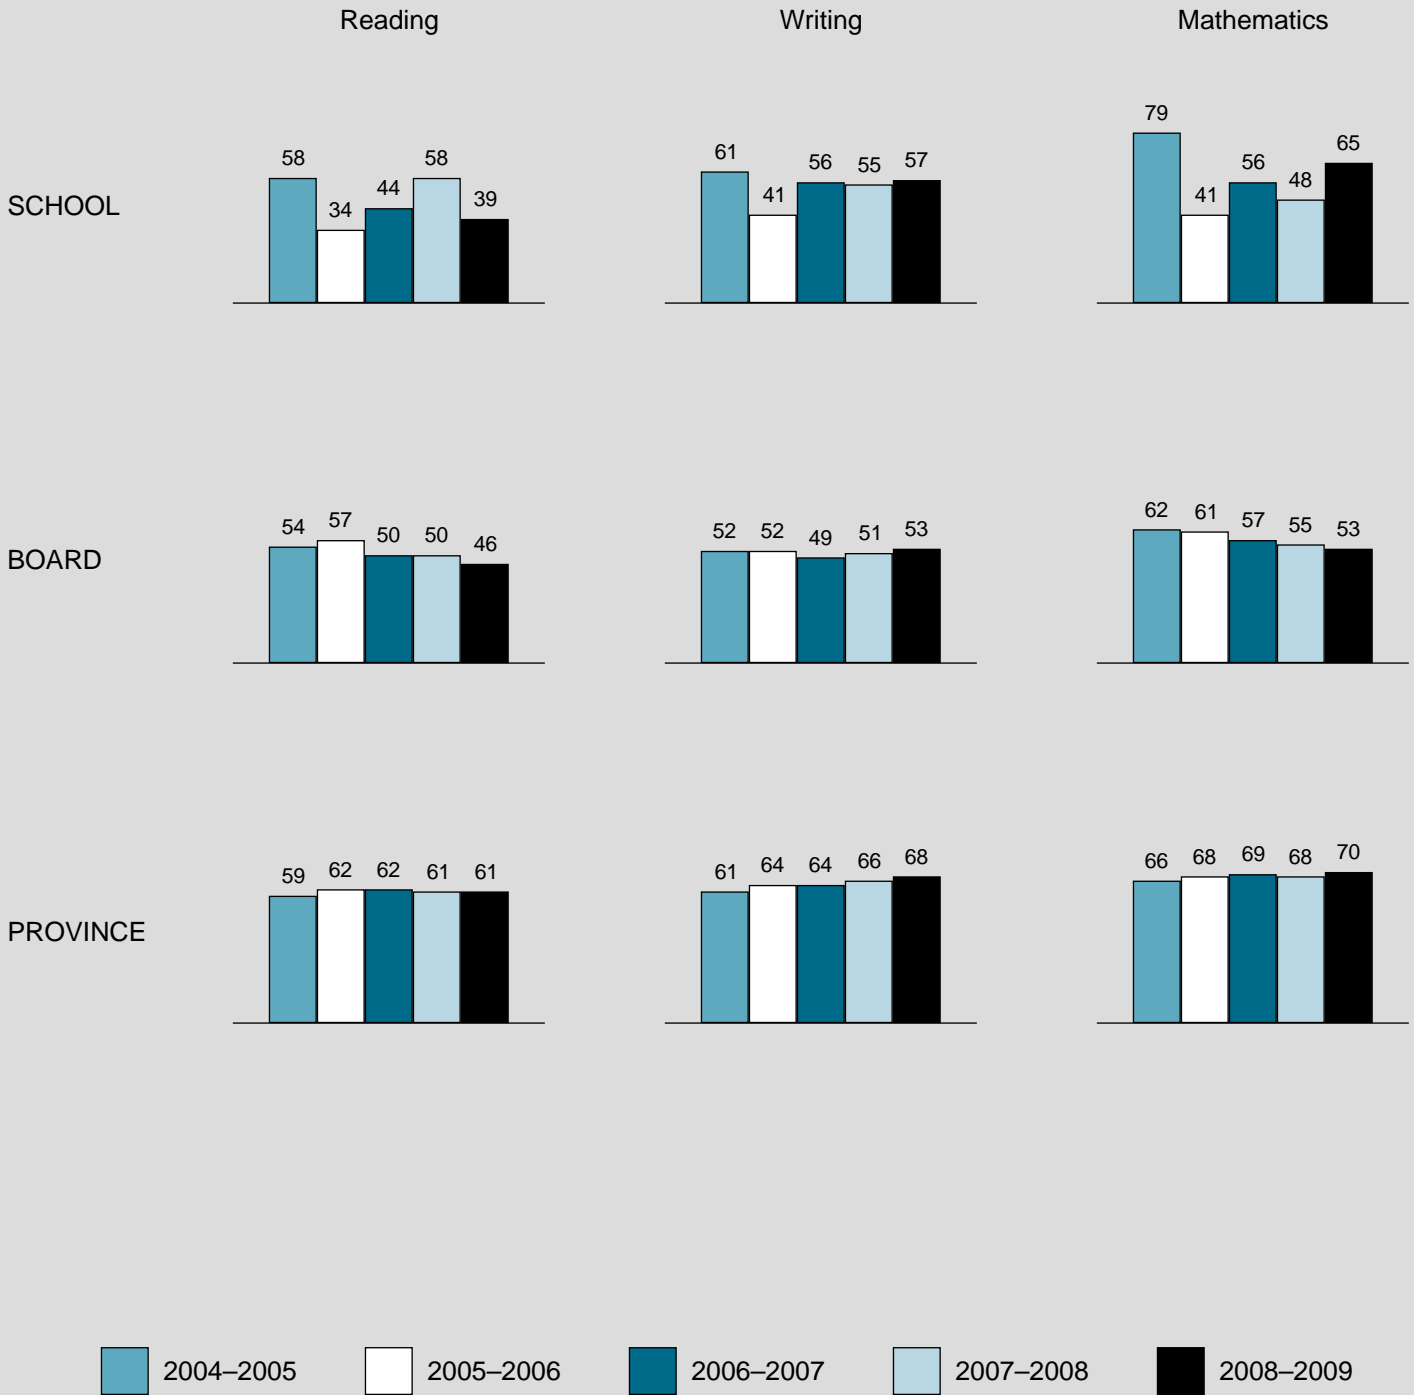 Reading Writing Mathematics
SCHOOL
58 34 44 58 39
61 41 56 55 57
79 41 56 48 65
BOARD
54 57 50 50 46
52 52 49 51 53
62 61 57 55 53
PROVINCE
59 62 62 61 61
61 64 64 66 68
66 68 69 68 70
2004–2005 2005–2006 2006–2007 2007–2008 2008–2009